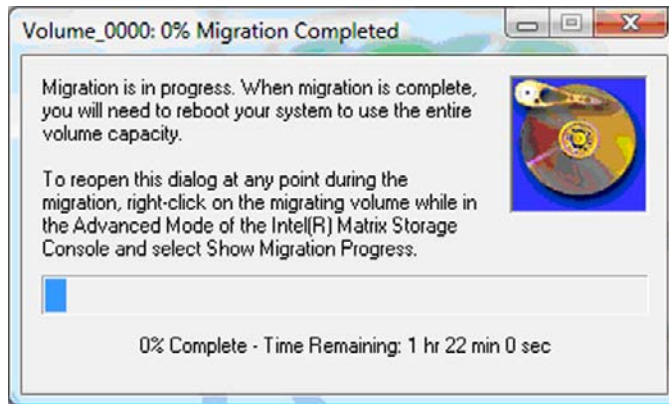 Volume_0000: 0% Migration Completed
Migration is in progress. When migration is complete,
you will need to reboot your system to use the entire
volume capacity.
To reopen this dialog at any point during the
migration, right-click on the migrating volume while in
the Advanced Mode of the Intel(R) Matrix Storage
Console and select Show Migration Progress.
0% Complete - Time Remaining: 1 hr 22 min 0 sec